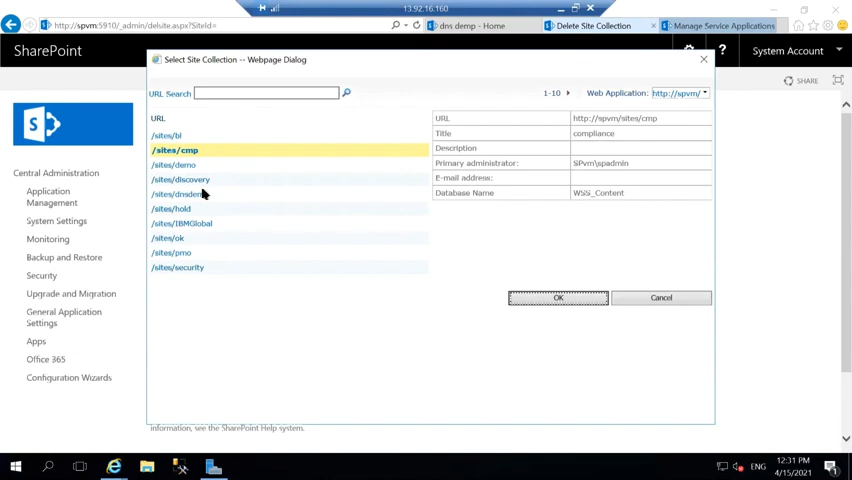 13.92.16.160
http://spvm:5910/_admin/delsite.aspx?SiteId=
dns demp - Home
Delete Site Collection
Manage Service Applications
SharePoint
?
System Account
SHARE
Select Site Collection -- Webpage Dialog
URL Search
1-10
Web Application: http://spvm/
URL
/sites/bl
/sites/cmp
/sites/demo
/sites/discovery
/sites/hold
/sites/IBMGlobal
/sites/ok
/sites/pmo
/sites/security
URL http://spvm/sites/cmp
Title compliance
Description
Primary administrator: SPvm\spadmin
E-mail address:
Database Name WSS_Content
OK
Cancel
Central Administration
Application
Management
System Settings
Monitoring
Backup and Restore
Security
Upgrade and Migration
General Application
Settings
Apps
Office 365
Configuration Wizards
information, see the SharePoint Help system.
ENG
12:31 PM
4/15/2021
1